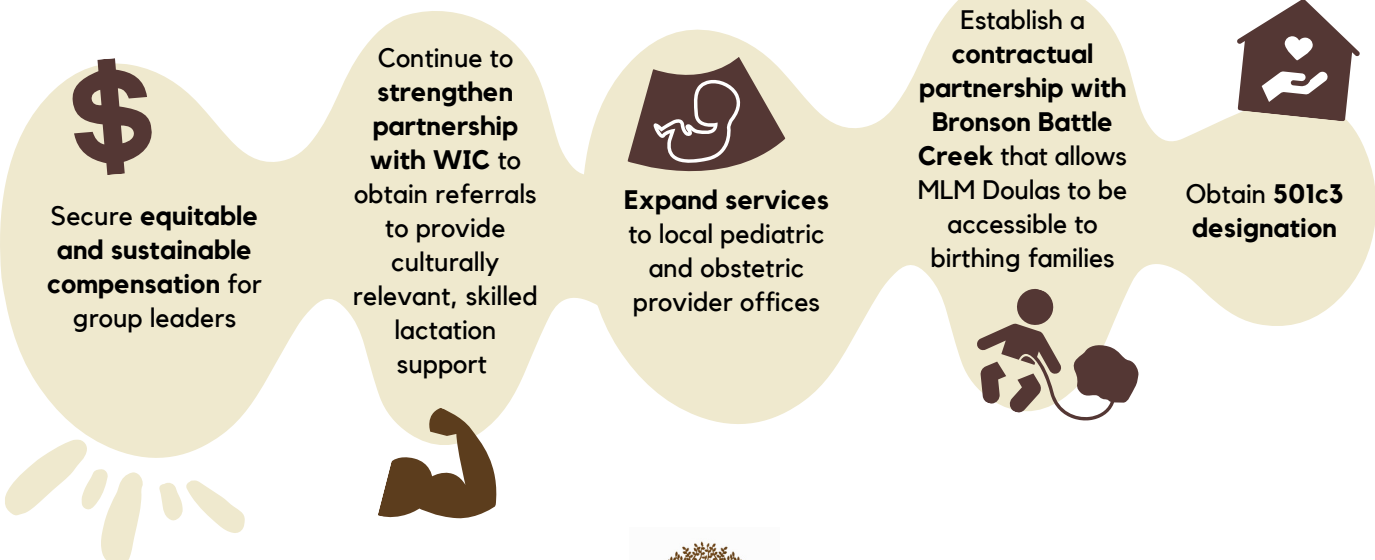 Secure equitable
and sustainable
compensation for
group leaders
Continue to
strengthen
partnership
with WIC to
obtain referrals
to provide
culturally
relevant, skilled
lactation
support
Expand services
to local pediatric
and obstetric
provider offices
Establish a
contractual
partnership with
Bronson Battle
Creek that allows
MLM Doulas to be
accessible to
birthing families
Obtain 501c3
designation